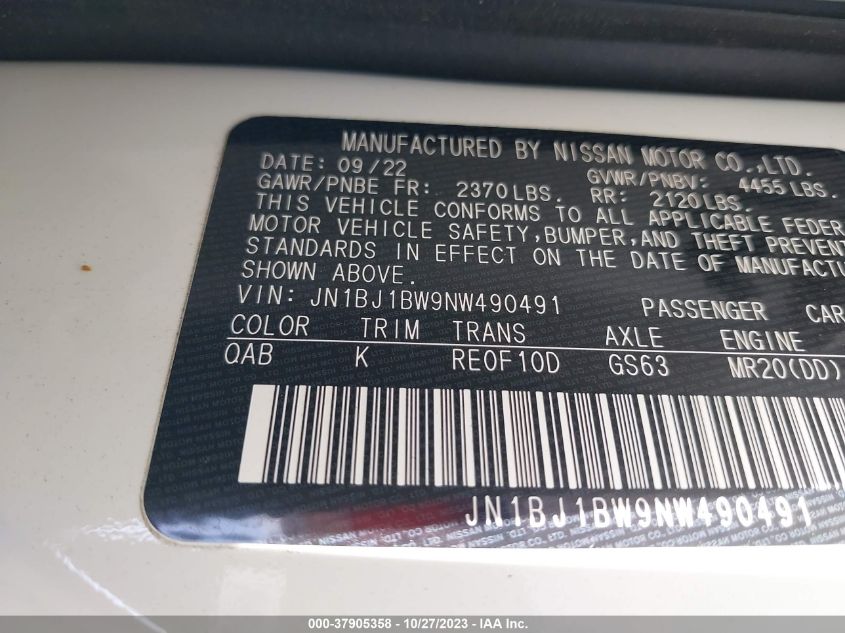 MANUFACTURED BY NISSAN MOTOR CO.,LTD.
DATE: 09/22 GVWR/PNBV: 4455 LBS.
GAWR/PNBE FR: 2370LBS. RR: 2120LBS.
THIS VEHICLE CONFORMS TO ALL APPLICABLE FEDER
MOTOR VEHICLE SAFETY,BUMPER,AND THEFT PREVENT
STANDARDS IN EFFECT ON THE DATE OF MANUFACTU
SHOWN ABOVE.
VIN: JN1BJ1BW9NW490491 PASSENGER CAR
COLOR TRIM TRANS AXLE ENGINE
QAB K RE0F10D GS63 MR20(DD)
JN1BJ1BW9NW490491
000-37905358 - 10/27/2023 - IAA Inc.